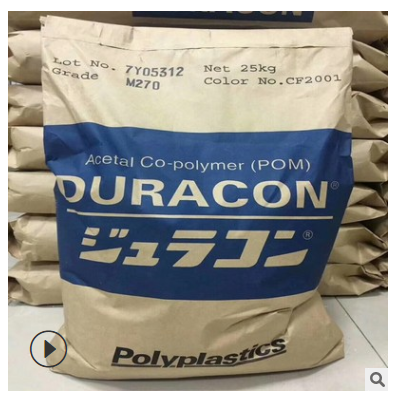 Lot No. 7Y05312 Net 25kg
Grade M270 Color No.CF2001
Acetal Co-polymer (POM)
DURACON®
ジュラコン®
Polyplastics